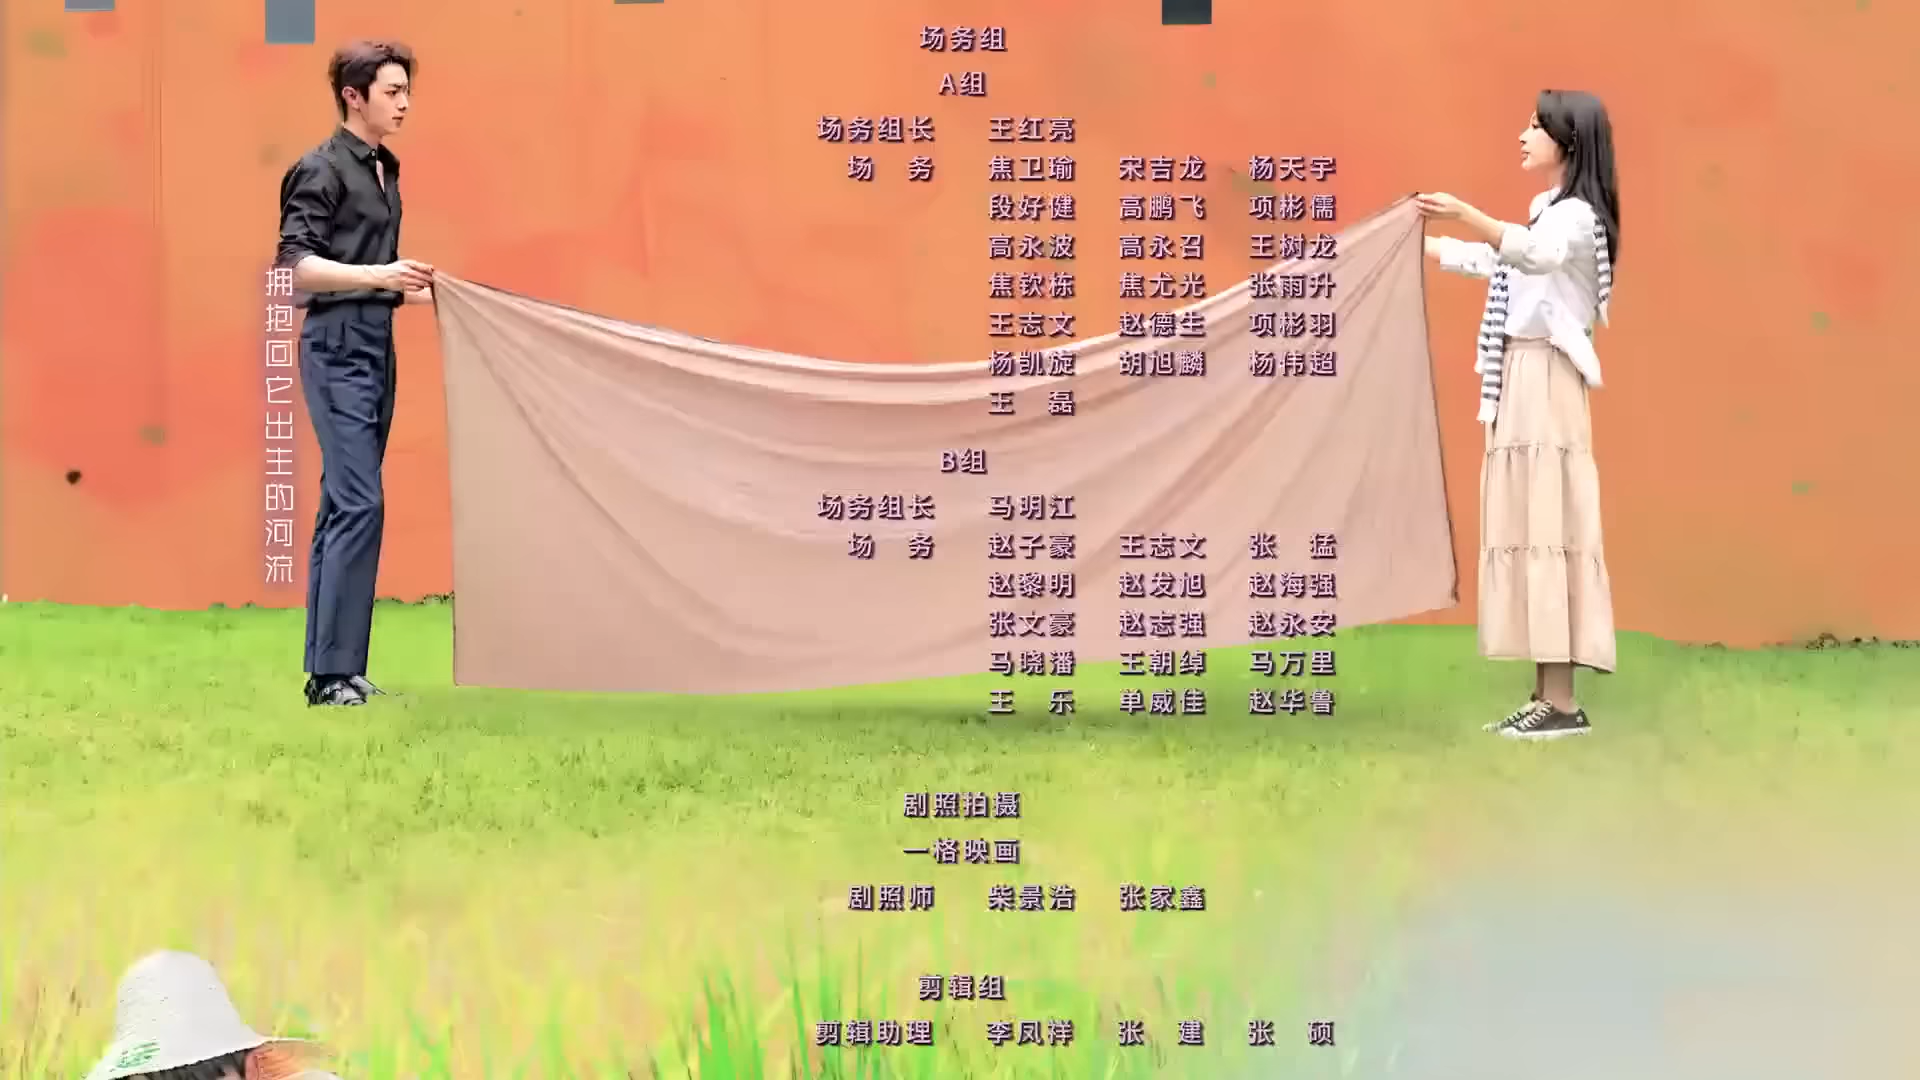 场务组
A组
场务组长 王红亮
场 务 焦卫瑜 宋吉龙 杨天宇
段好健 高鹏飞 项彬儒
高永波 高永召 王树龙
焦钦栋 焦尤光 张雨升
王志文 赵德生 项彬羽
杨凯旋 胡旭麟 杨伟超
王 磊
B组
场务组长 马明江
场 务 赵子豪 王志文 张 猛
赵黎明 赵发旭 赵海强
张文豪 赵志强 赵永安
马晓潘 王朝绰 马万里
王 乐 单威佳 赵华鲁
剧照拍摄
一格映画
剧照师 柴景浩 张家鑫
剪辑组
剪辑助理 李凤祥 张 建 张 硕
拥抱回它出生的河流